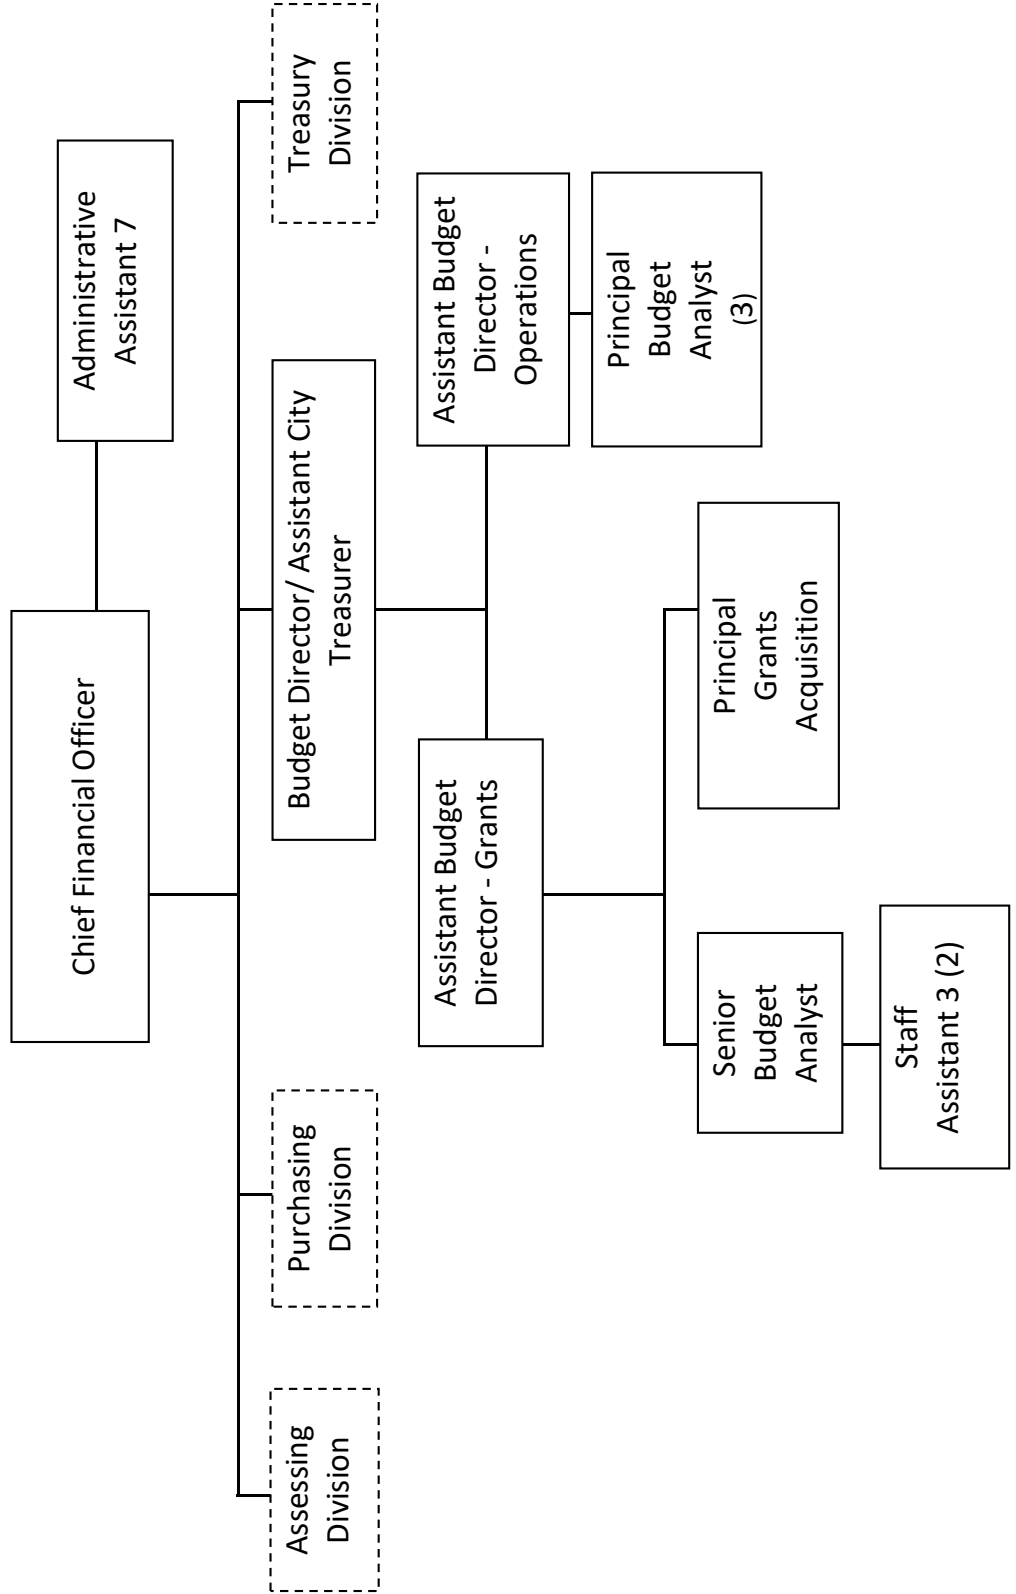 Chief Financial Officer
Administrative
Assistant 7
Assessing
Division
Purchasing
Division
Budget Director/ Assistant City
Treasurer
Treasury
Division
Assistant Budget
Director - Grants
Assistant Budget
Director -
Operations
Senior
Budget
Analyst
Principal
Grants
Acquisition
Principal
Budget
Analyst
(3)
Staff
Assistant 3 (2)